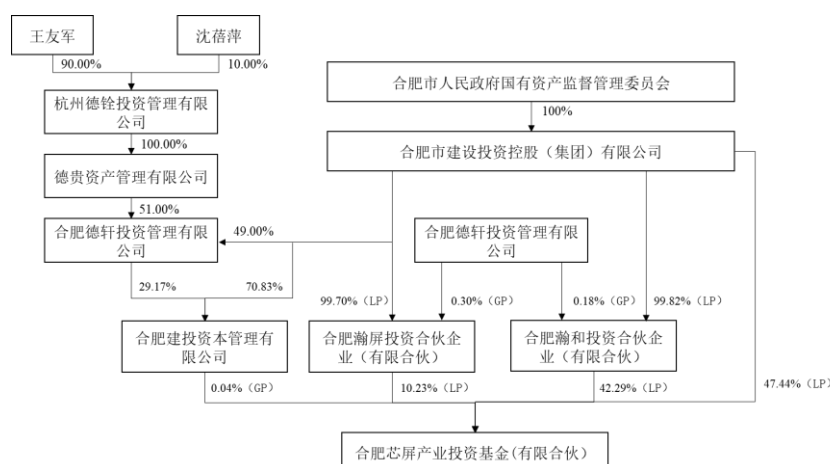 王友军
沈蓓萍
90.00%
10.00%
合肥市人民政府国有资产监督管理委员会
杭州德铨投资管理有限
公司
100%
100.00%
合肥市建设投资控股（集团）有限公司
德贵资产管理有限公司
51.00%
合肥德轩投资管理有限
公司
49.00%
合肥德轩投资管理有限
公司
29.17%
70.83%
99.70%（LP）
0.30%（GP）
0.18%（GP）
99.82%（LP）
合肥建投资本管理有
限公司
合肥瀚屏投资合伙企
业（有限合伙）
合肥瀚和投资合伙企
业（有限合伙）
0.04%（GP）
10.23%（LP）
42.29%（LP）
47.44%（LP）
合肥芯屏产业投资基金(有限合伙）